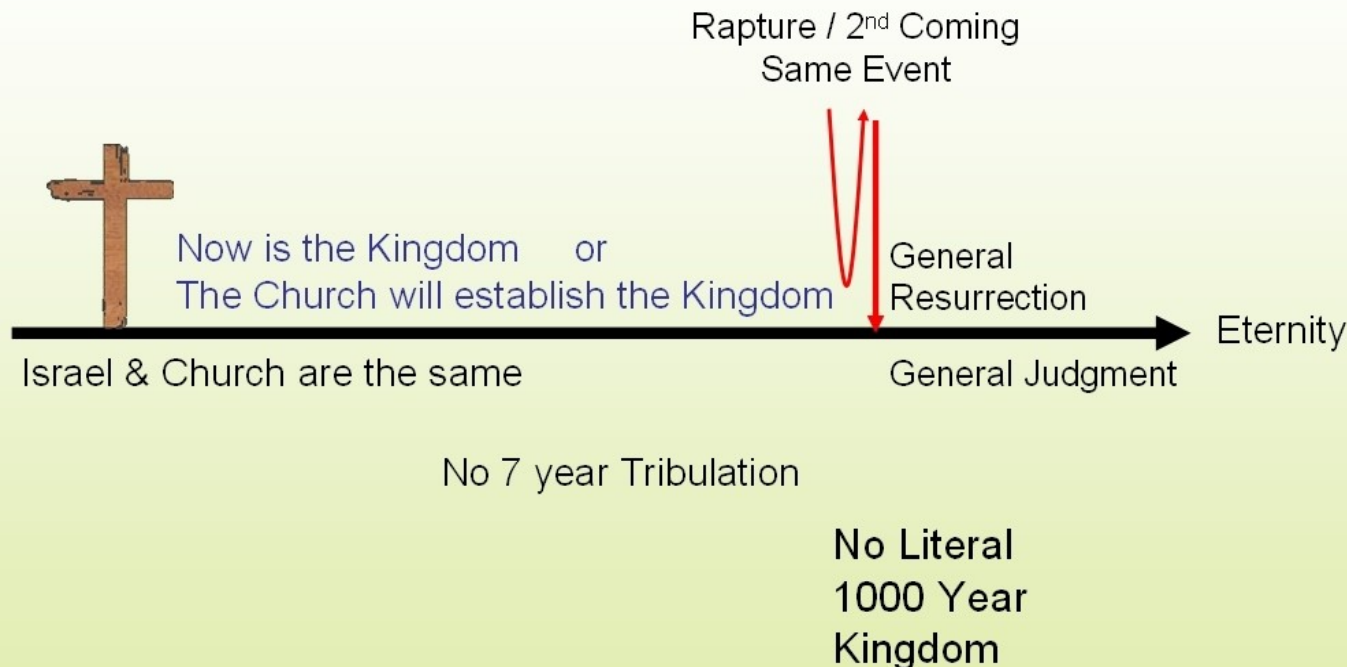 Rapture / 2nd Coming
Same Event
Now is the Kingdom or
The Church will establish the Kingdom
General
Resurrection
Eternity
Israel & Church are the same
General Judgment
No 7 year Tribulation
No Literal
1000 Year
Kingdom